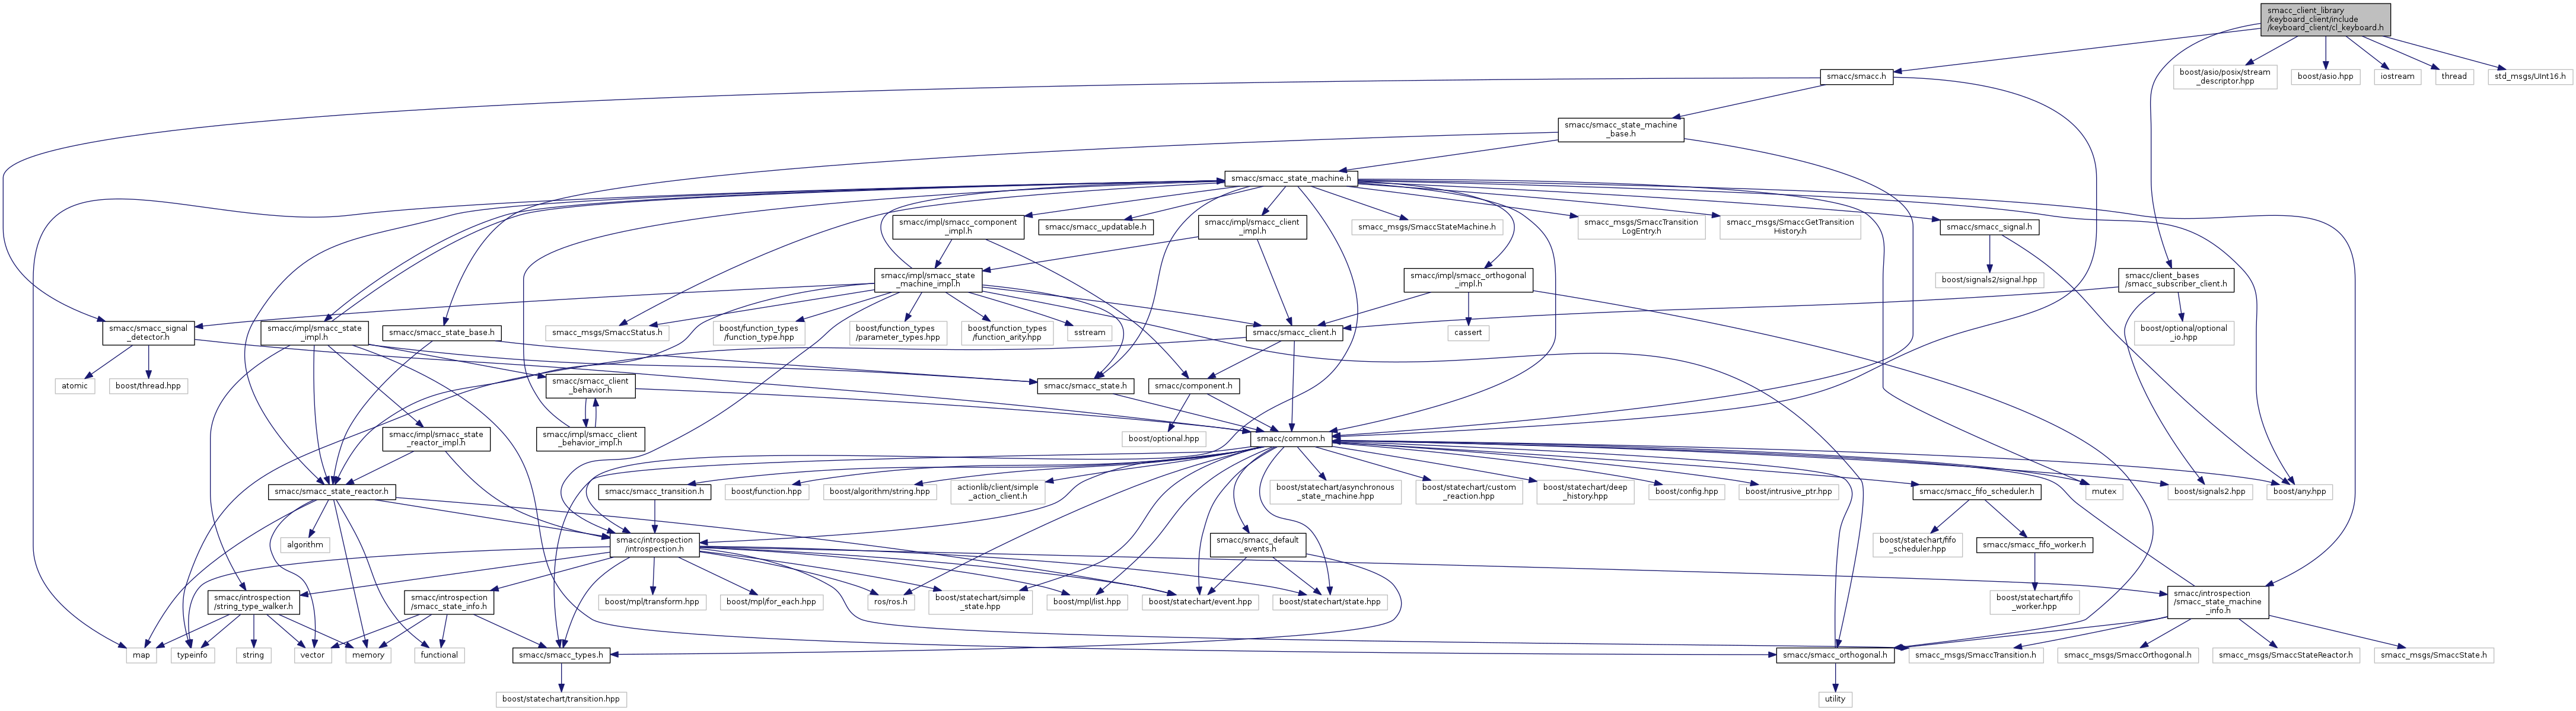 smacc_client_library
/keyboard_client/include
/keyboard_client/cl_keyboard.h
smacc/smacc.h
boost/asio/posix/stream
_descriptor.hpp
boost/asio.hpp
iostream
thread
std_msgs/UInt16.h
smacc/smacc_state_machine
_base.h
smacc/smacc_state_machine.h
smacc/impl/smacc_component
_impl.h
smacc/smacc_updatable.h
smacc/impl/smacc_client
_impl.h
smacc_msgs/SmaccStateMachine.h
smacc_msgs/SmaccTransition
LogEntry.h
smacc_msgs/SmaccGetTransition
History.h
smacc/smacc_signal.h
smacc/impl/smacc_state
_machine_impl.h
smacc/impl/smacc_orthogonal
_impl.h
boost/signals2/signal.hpp
smacc/client_bases
/smacc_subscriber_client.h
smacc/smacc_signal
_detector.h
smacc/impl/smacc_state
_impl.h
smacc/smacc_state_base.h
smacc_msgs/SmaccStatus.h
boost/function_types
/function_type.hpp
boost/function_types
/parameter_types.hpp
boost/function_types
/function_arity.hpp
sstream
smacc/smacc_client.h
cassert
boost/optional/optional
_io.hpp
atomic
boost/thread.hpp
smacc/smacc_client
_behavior.h
smacc/smacc_state.h
smacc/component.h
smacc/impl/smacc_state
_reactor_impl.h
smacc/impl/smacc_client
_behavior_impl.h
boost/optional.hpp
smacc/common.h
smacc/smacc_state_reactor.h
smacc/smacc_transition.h
boost/function.hpp
boost/algorithm/string.hpp
actionlib/client/simple
_action_client.h
boost/statechart/asynchronous
_state_machine.hpp
boost/statechart/custom
_reaction.hpp
boost/statechart/deep
_history.hpp
boost/config.hpp
boost/intrusive_ptr.hpp
smacc/smacc_fifo_scheduler.h
mutex
boost/signals2.hpp
boost/any.hpp
algorithm
smacc/introspection
/introspection.h
smacc/smacc_default
_events.h
boost/statechart/fifo
_scheduler.hpp
smacc/smacc_fifo_worker.h
smacc/introspection
/string_type_walker.h
smacc/introspection
/smacc_state_info.h
boost/mpl/transform.hpp
boost/mpl/for_each.hpp
ros/ros.h
boost/statechart/simple
_state.hpp
boost/mpl/list.hpp
boost/statechart/event.hpp
boost/statechart/state.hpp
boost/statechart/fifo
_worker.hpp
smacc/introspection
/smacc_state_machine
_info.h
map
typeinfo
string
vector
memory
functional
smacc/smacc_types.h
smacc/smacc_orthogonal.h
smacc_msgs/SmaccTransition.h
smacc_msgs/SmaccOrthogonal.h
smacc_msgs/SmaccStateReactor.h
smacc_msgs/SmaccState.h
boost/statechart/transition.hpp
utility